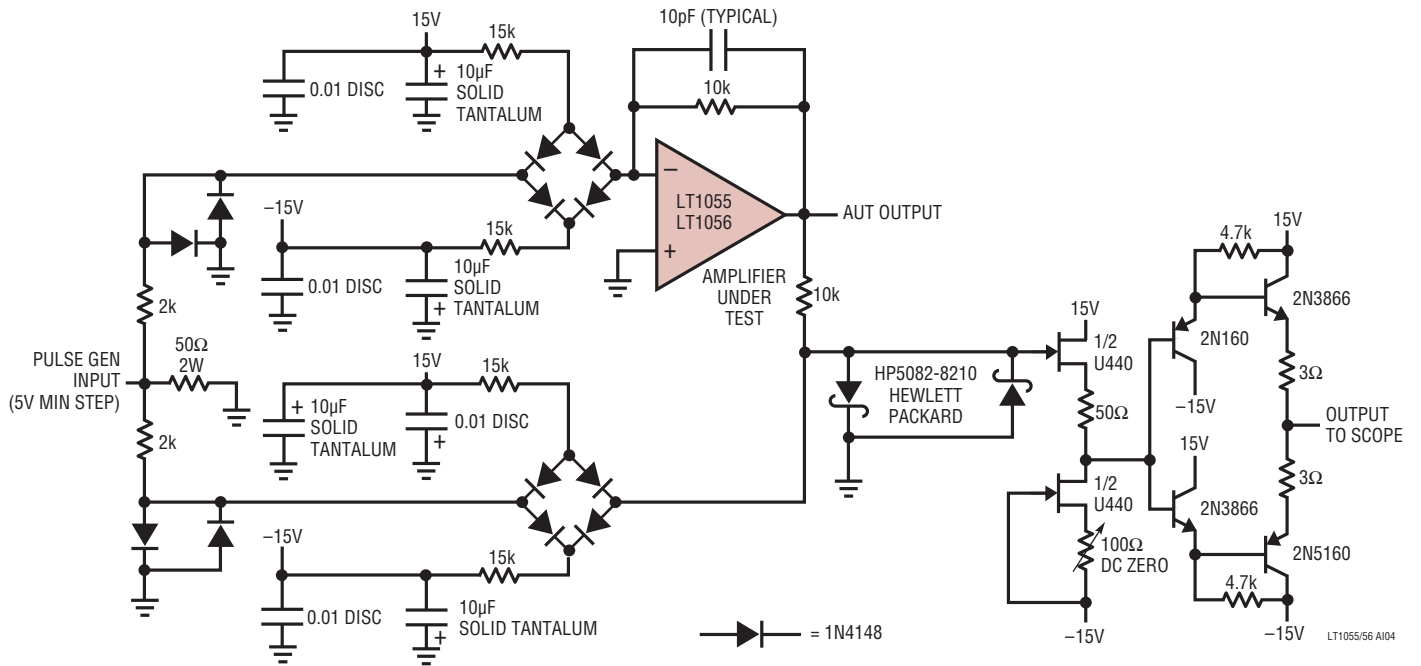 10pF (TYPICAL)
15V
15k
10k
0.01 DISC
+
10µF
SOLID
TANTALUM
–
LT1055
LT1056
+
AUT OUTPUT
AMPLIFIER
UNDER
TEST
–15V
15k
0.01 DISC
10µF
SOLID
TANTALUM
+
2k
10k
PULSE GEN
INPUT
(5V MIN STEP)
50Ω
2W
2k
15V
15k
+
10µF
SOLID
TANTALUM
0.01 DISC
+
–15V
15k
0.01 DISC
10µF
SOLID TANTALUM
+
HP5082-8210
HEWLETT
PACKARD
15V
1/2
U440
50Ω
1/2
U440
100Ω
DC ZERO
–15V
4.7k
15V
2N3866
2N160
–15V
3Ω
OUTPUT
TO SCOPE
15V
2N3866
3Ω
2N5160
4.7k
–15V
= 1N4148
LT1055/56 AI04